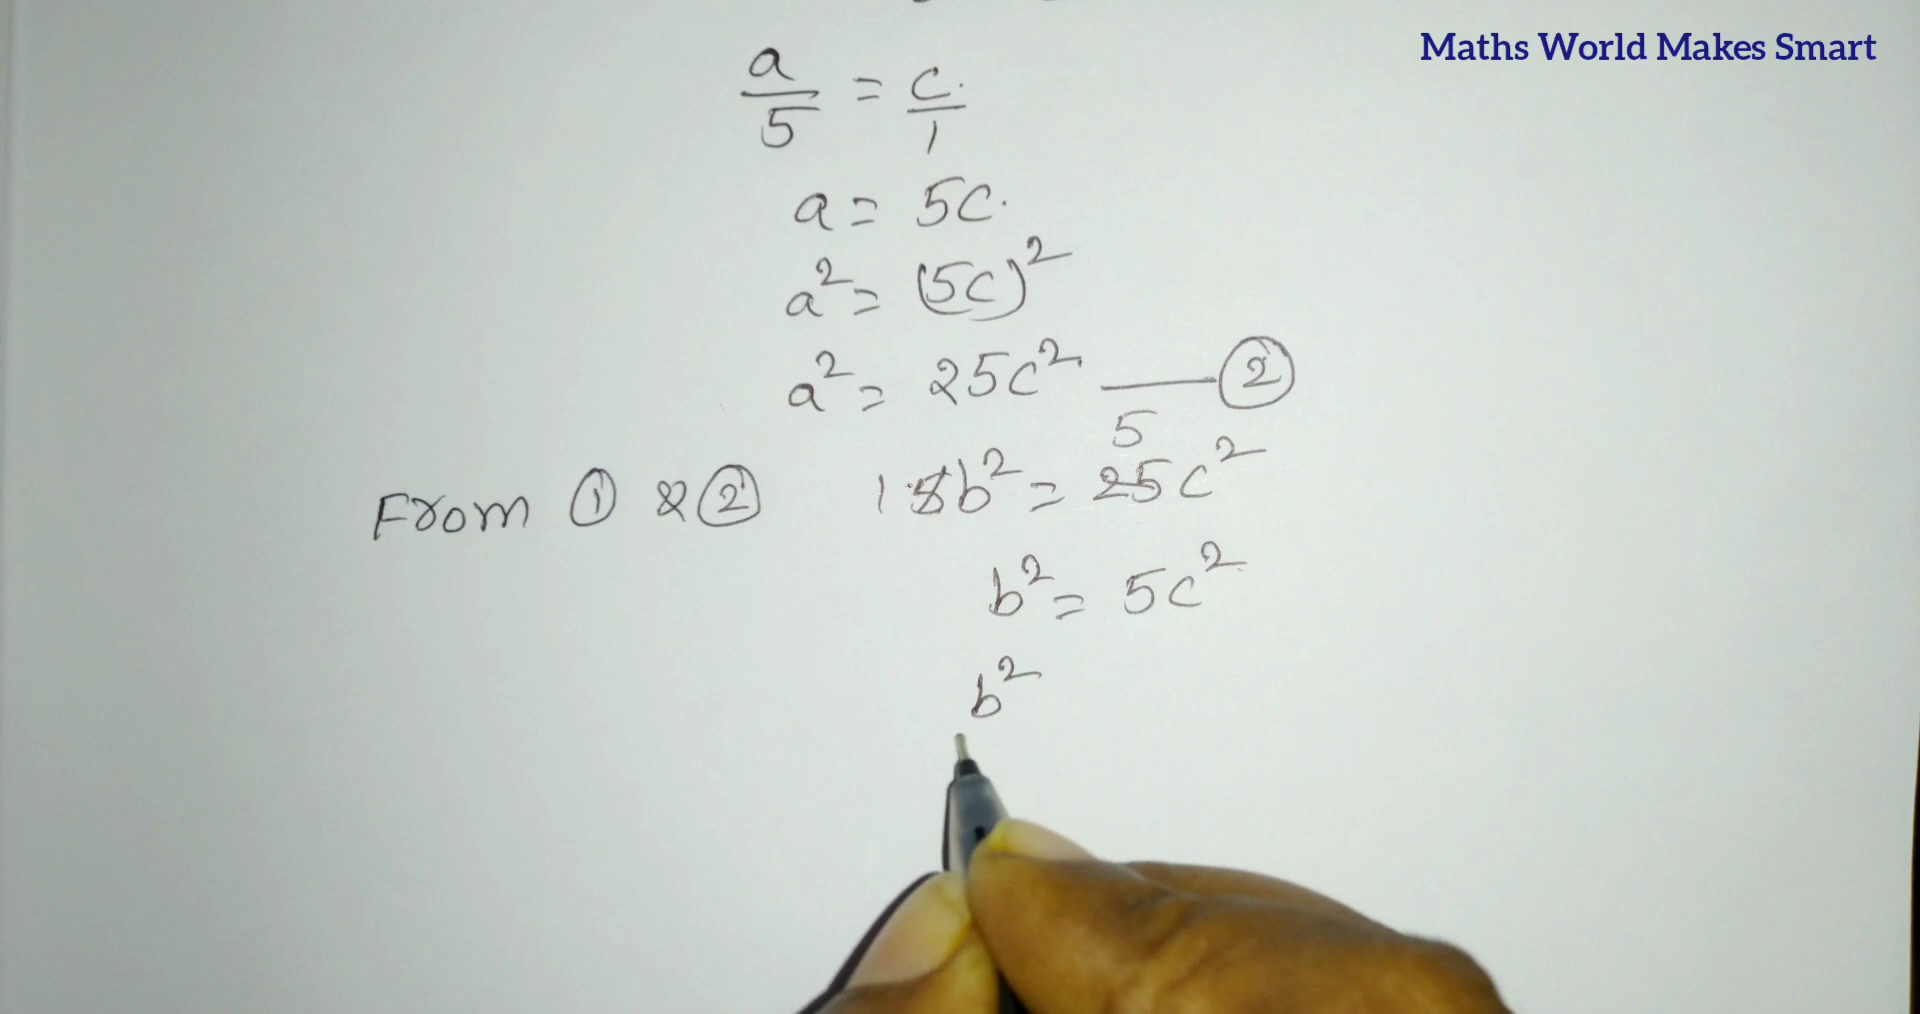 Maths World Makes Smart
a/5 = c/1
a = 5c.
a² = (5c)²
a² = 25c² —— ②
5
From ① & ② 1 5b² = 25c²
b² = 5c²
b²